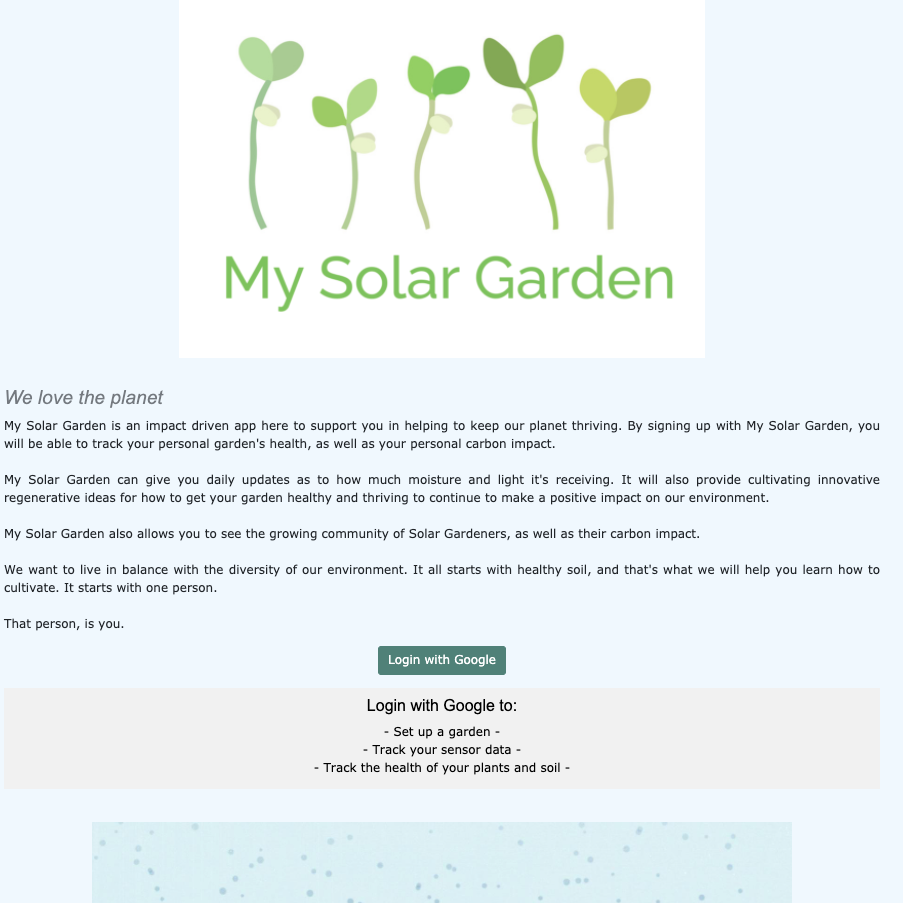 My Solar Garden
We love the planet
My Solar Garden is an impact driven app here to support you in helping to keep our planet thriving. By signing up with My Solar Garden, you
will be able to track your personal garden's health, as well as your personal carbon impact.
My Solar Garden can give you daily updates as to how much moisture and light it's receiving. It will also provide cultivating innovative
regenerative ideas for how to get your garden healthy and thriving to continue to make a positive impact on our environment.
My Solar Garden also allows you to see the growing community of Solar Gardeners, as well as their carbon impact.
We want to live in balance with the diversity of our environment. It all starts with healthy soil, and that's what we will help you learn how to
cultivate. It starts with one person.
That person, is you.
Login with Google
Login with Google to:
- Set up a garden -
- Track your sensor data -
- Track the health of your plants and soil -